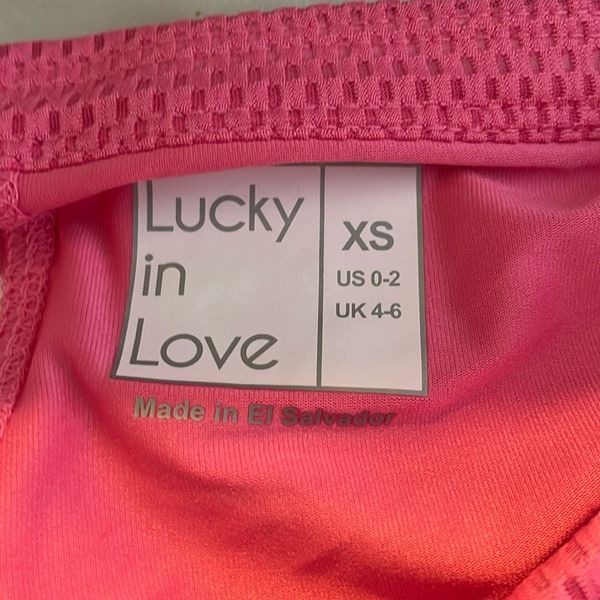 Lucky
in
Love
XS
US 0-2
UK 4-6
Made in El Salvador